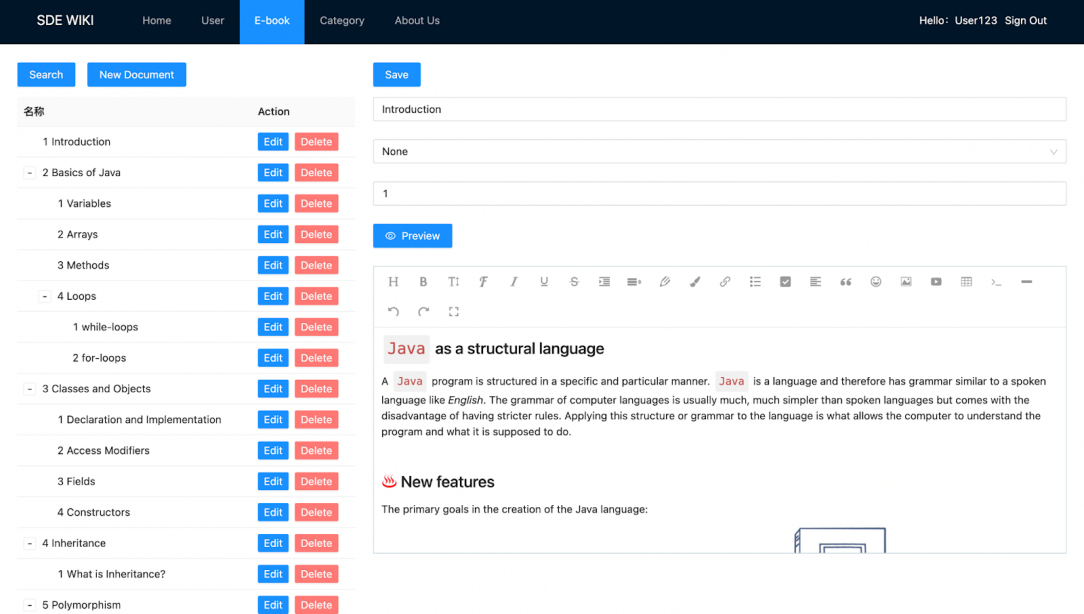 SDE WIKI Home User E-book Category About Us Hello: User123 Sign Out
Search New Document
名称 Action
1 Introduction Edit Delete
- 2 Basics of Java Edit Delete
1 Variables Edit Delete
2 Arrays Edit Delete
3 Methods Edit Delete
- 4 Loops Edit Delete
1 while-loops Edit Delete
2 for-loops Edit Delete
- 3 Classes and Objects Edit Delete
1 Declaration and Implementation Edit Delete
2 Access Modifiers Edit Delete
3 Fields Edit Delete
4 Constructors Edit Delete
- 4 Inheritance Edit Delete
1 What is Inheritance? Edit Delete
- 5 Polymorphism Edit Delete
Save
Introduction
None
1
Preview
H B T F I U S
Java as a structural language
A Java program is structured in a specific and particular manner. Java is a language and therefore has grammar similar to a spoken
language like English. The grammar of computer languages is usually much, much simpler than spoken languages but comes with the
disadvantage of having stricter rules. Applying this structure or grammar to the language is what allows the computer to understand the
program and what it is supposed to do.
♨ New features
The primary goals in the creation of the Java language: